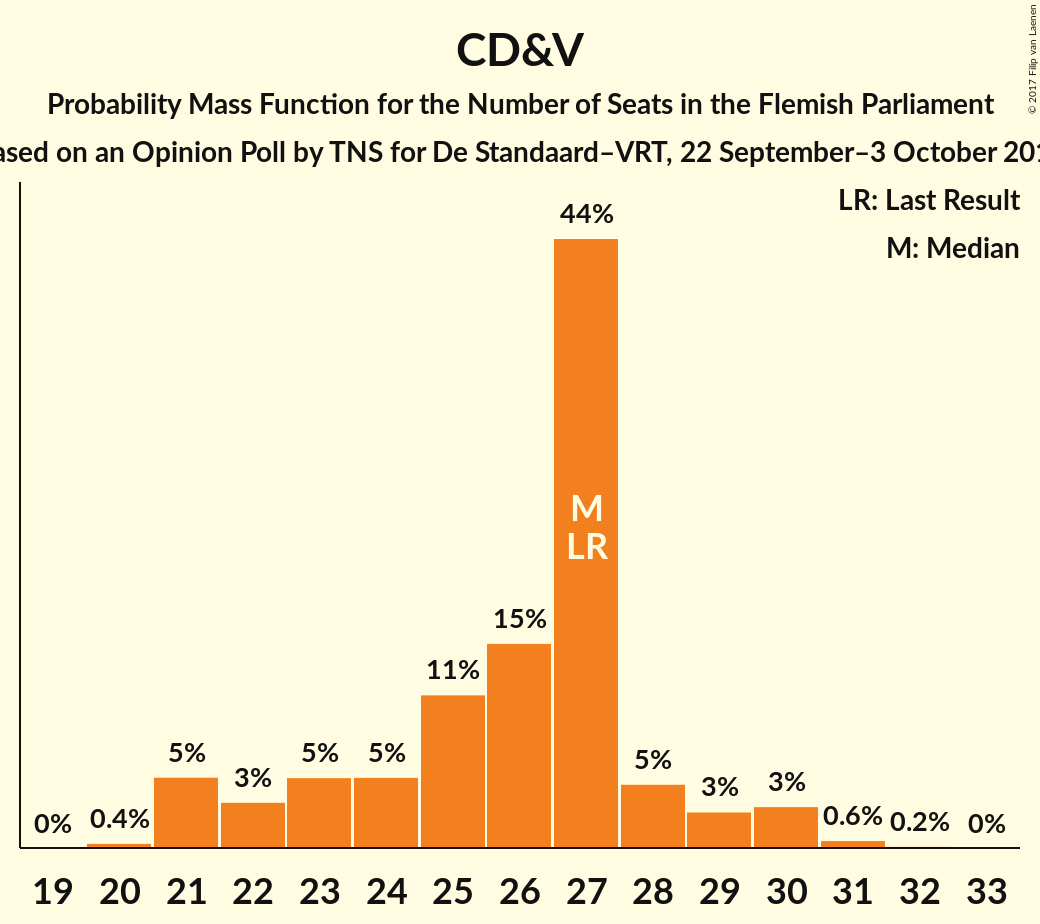 CD&V
Probability Mass Function for the Number of Seats in the Flemish Parliament
on an Opinion Poll by TNS for De Standaard–VRT, 22 September–3 October
LR: Last Result
M: Median
44%
M
LR
15%
11%
5%
3%
5%
5%
5%
3%
3%
0%
0.4%
0.6%
0.2%
0%
19 20 21 22 23 24 25 26 27 28 29 30 31 32 33
© 2017 Filip van Laenen